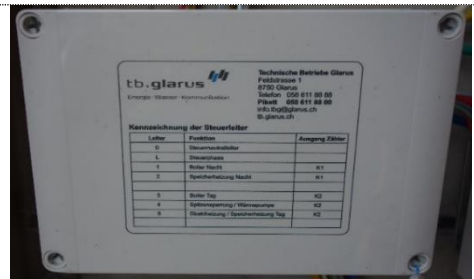 tb.glarus
Energie Wasser Kommunikation
Technische Betriebe Glarus
Feldstrasse 1
8750 Glarus
Telefon 058 611 88 88
Pikett 058 611 88 00
info.tbg@glarus.ch
tb.glarus.ch
Kennzeichnung der Steuerleiter
Leiter Funktion Ausgang Zähler
0 Steuerneutralleiter
L Steuerphase
1 Boiler Nacht K1
2 Speicherheizung Nacht K1
3 Boiler Tag K2
4 Spitzensperrung / Wärmepumpe K2
5 Direktheizung / Speicherheizung Tag K2